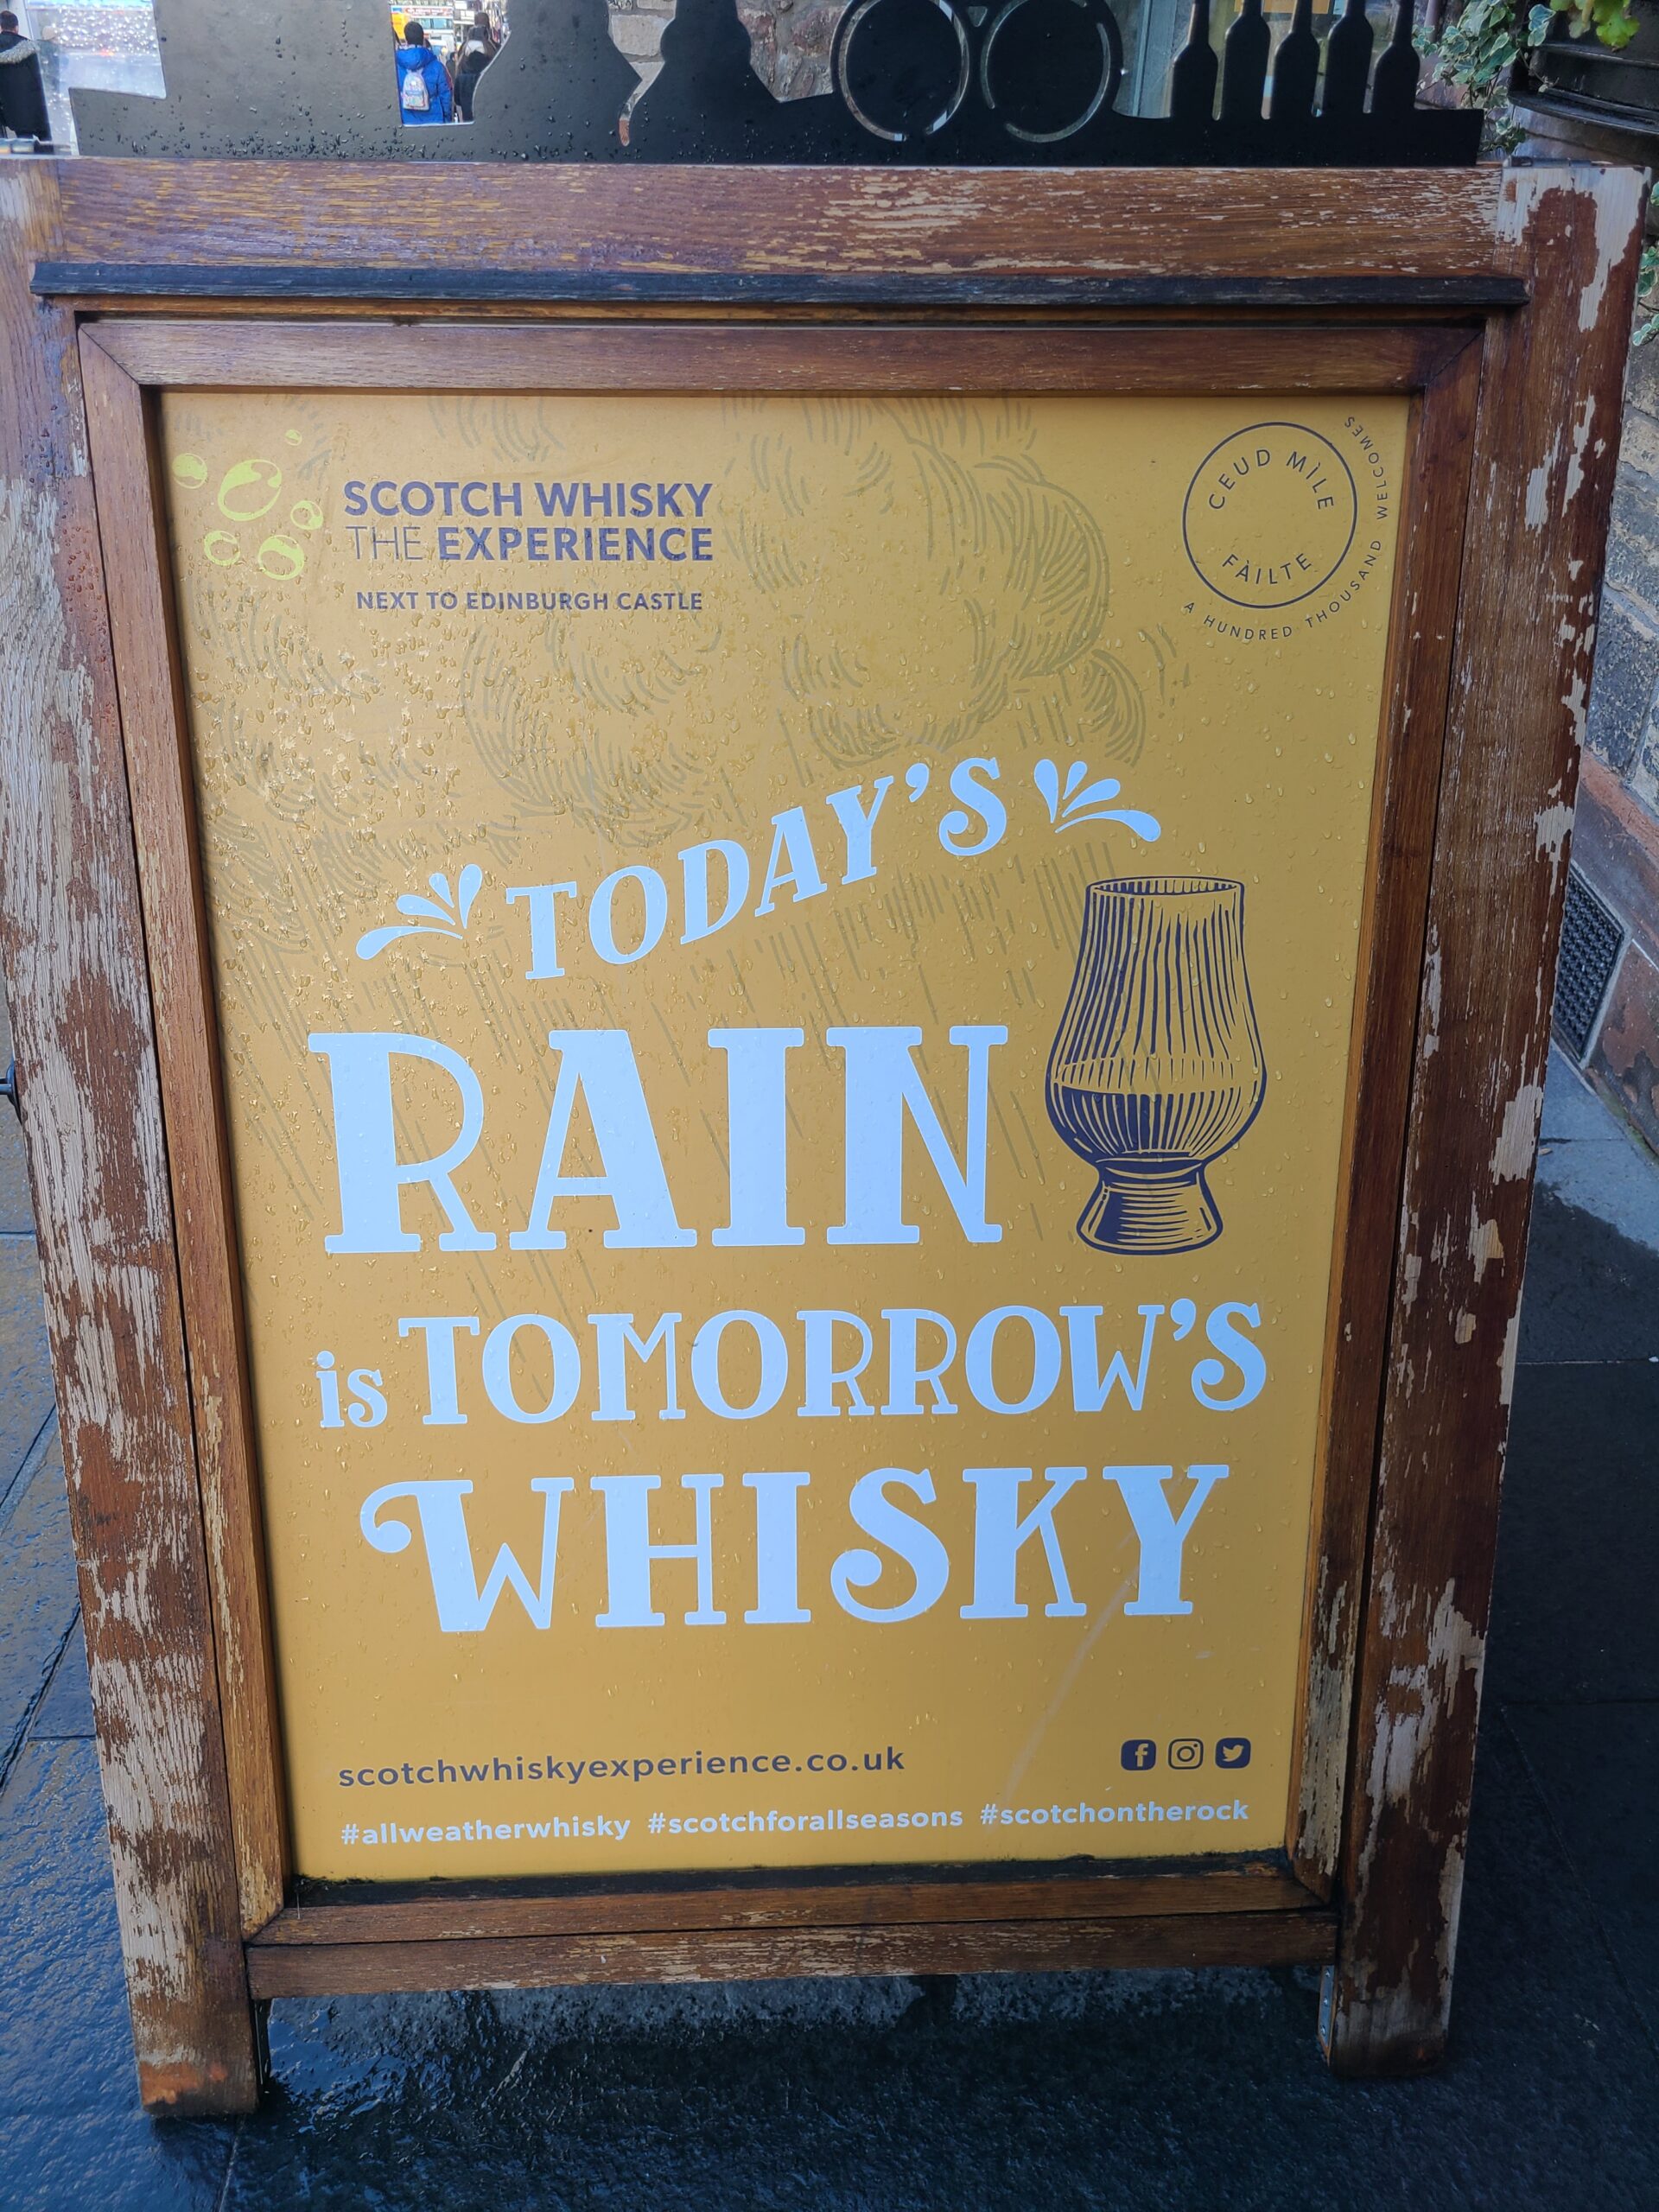 SCOTCH WHISKY
THE EXPERIENCE
NEXT TO EDINBURGH CASTLE
CEUD MÌLE
FÀILTE
A HUNDRED THOUSAND WELCOMES
TODAY'S
RAIN
is TOMORROW'S
WHISKY
scotchwhiskyexperience.co.uk
#allweatherwhisky #scotchforallseasons #scotchontherock